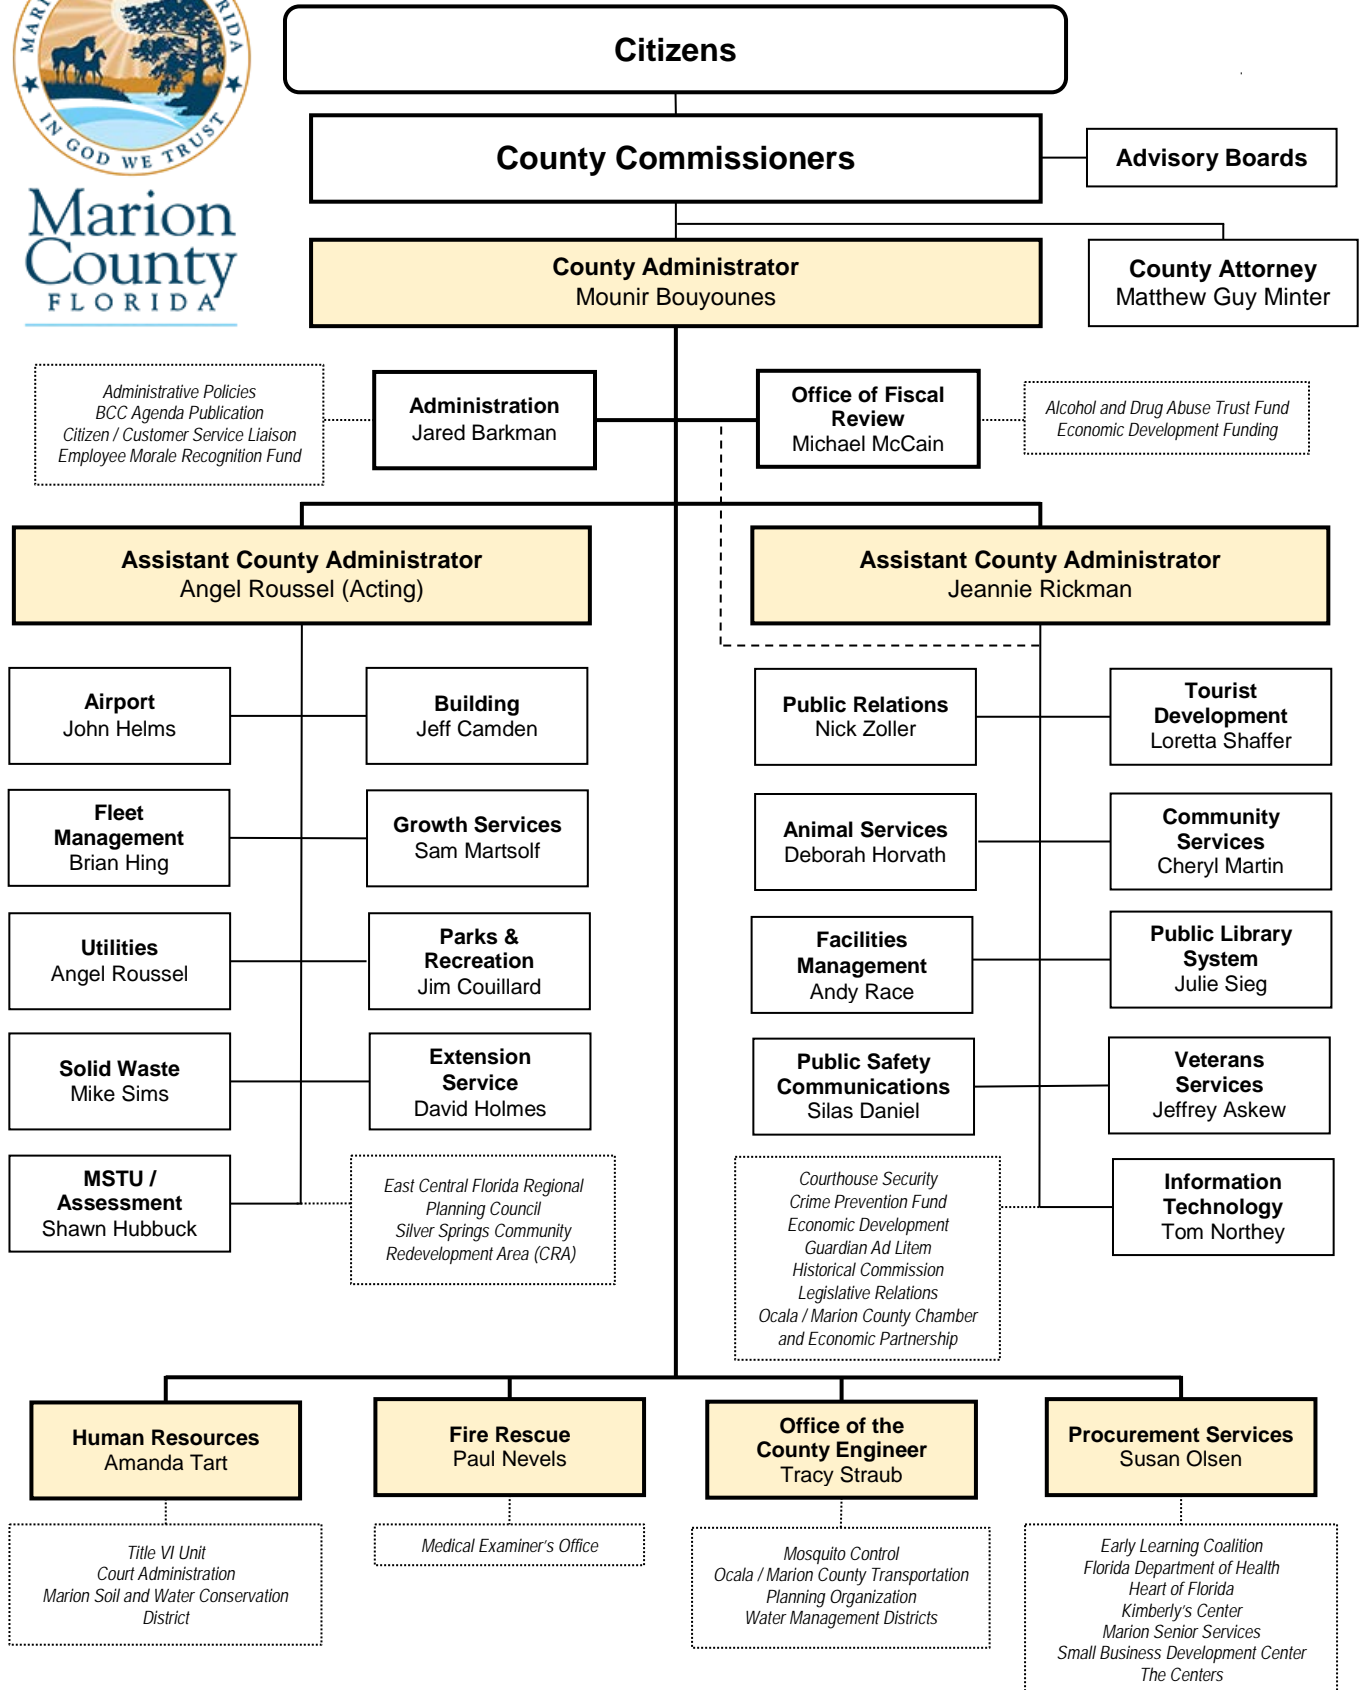 IN GOD WE TRUST
Marion
County
FLORIDA
Citizens
County Commissioners
Advisory Boards
County Administrator
Mounir Bouyounes
County Attorney
Matthew Guy Minter
Administrative Policies
BCC Agenda Publication
Citizen / Customer Service Liaison
Employee Morale Recognition Fund
Administration
Jared Barkman
Office of Fiscal
Review
Michael McCain
Alcohol and Drug Abuse Trust Fund
Economic Development Funding
Assistant County Administrator
Angel Roussel (Acting)
Assistant County Administrator
Jeannie Rickman
Airport
John Helms
Building
Jeff Camden
Public Relations
Nick Zoller
Tourist
Development
Loretta Shaffer
Fleet
Management
Brian Hing
Growth Services
Sam Martsolf
Animal Services
Deborah Horvath
Community
Services
Cheryl Martin
Utilities
Angel Roussel
Parks &
Recreation
Jim Couillard
Facilities
Management
Andy Race
Public Library
System
Julie Sieg
Solid Waste
Mike Sims
Extension
Service
David Holmes
Public Safety
Communications
Silas Daniel
Veterans
Services
Jeffrey Askew
MSTU /
Assessment
Shawn Hubbuck
East Central Florida Regional
Planning Council
Silver Springs Community
Redevelopment Area (CRA)
Courthouse Security
Crime Prevention Fund
Economic Development
Guardian Ad Litem
Historical Commission
Legislative Relations
Ocala / Marion County Chamber
and Economic Partnership
Information
Technology
Tom Northey
Human Resources
Amanda Tart
Fire Rescue
Paul Nevels
Office of the
County Engineer
Tracy Straub
Procurement Services
Susan Olsen
Title VI Unit
Court Administration
Marion Soil and Water Conservation
District
Medical Examiner's Office
Mosquito Control
Ocala / Marion County Transportation
Planning Organization
Water Management Districts
Early Learning Coalition
Florida Department of Health
Heart of Florida
Kimberly's Center
Marion Senior Services
Small Business Development Center
The Centers